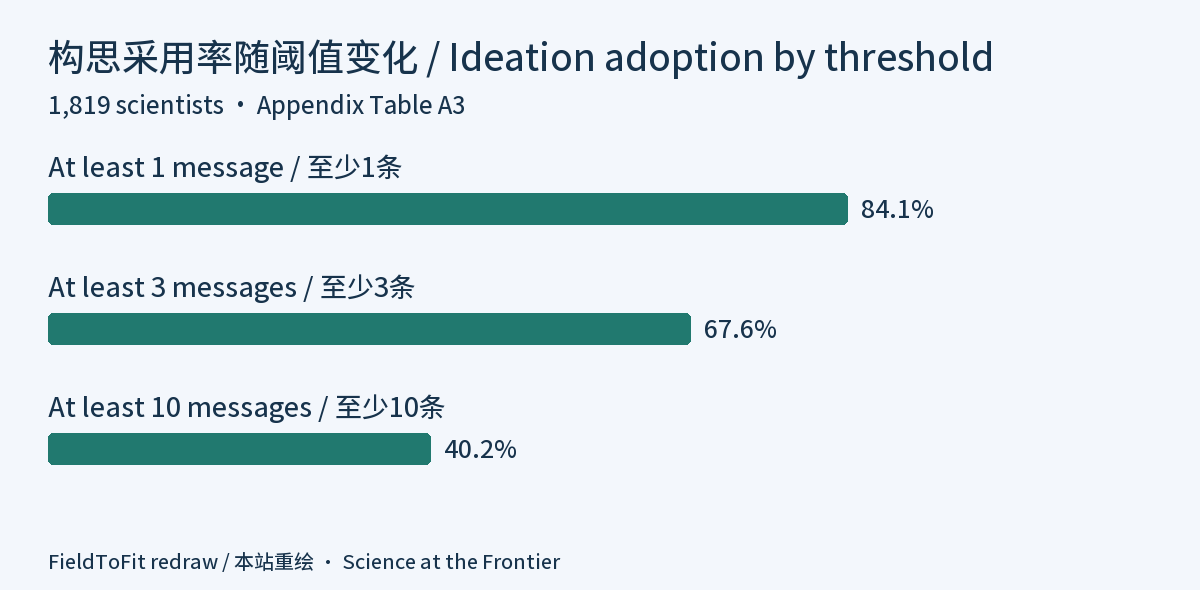 构思采用率随阈值变化 / Ideation adoption by threshold
1,819 scientists • Appendix Table A3
At least 1 message / 至少1条
84.1%
At least 3 messages / 至少3条
67.6%
At least 10 messages / 至少10条
40.2%
FieldToFit redraw / 本站重绘 • Science at the Frontier